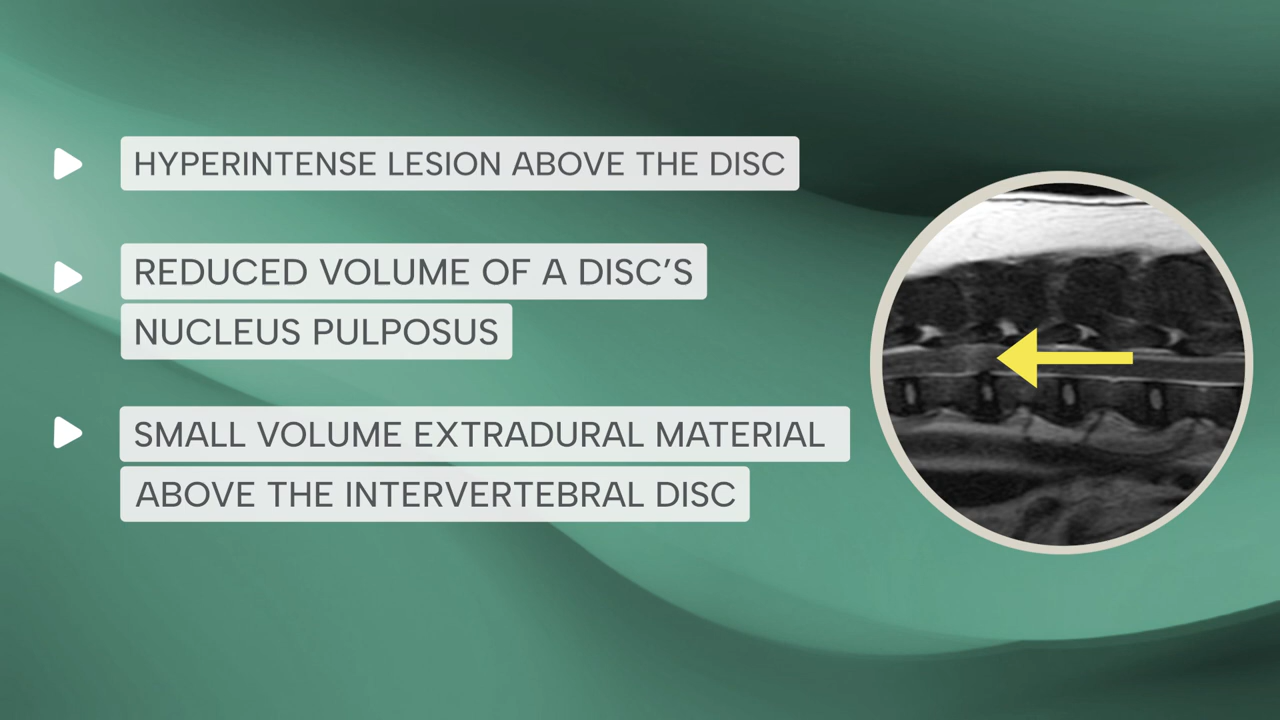 HYPERINTENSE LESION ABOVE THE DISC
REDUCED VOLUME OF A DISC’S
NUCLEUS PULPOSUS
SMALL VOLUME EXTRADURAL MATERIAL
ABOVE THE INTERVERTEBRAL DISC